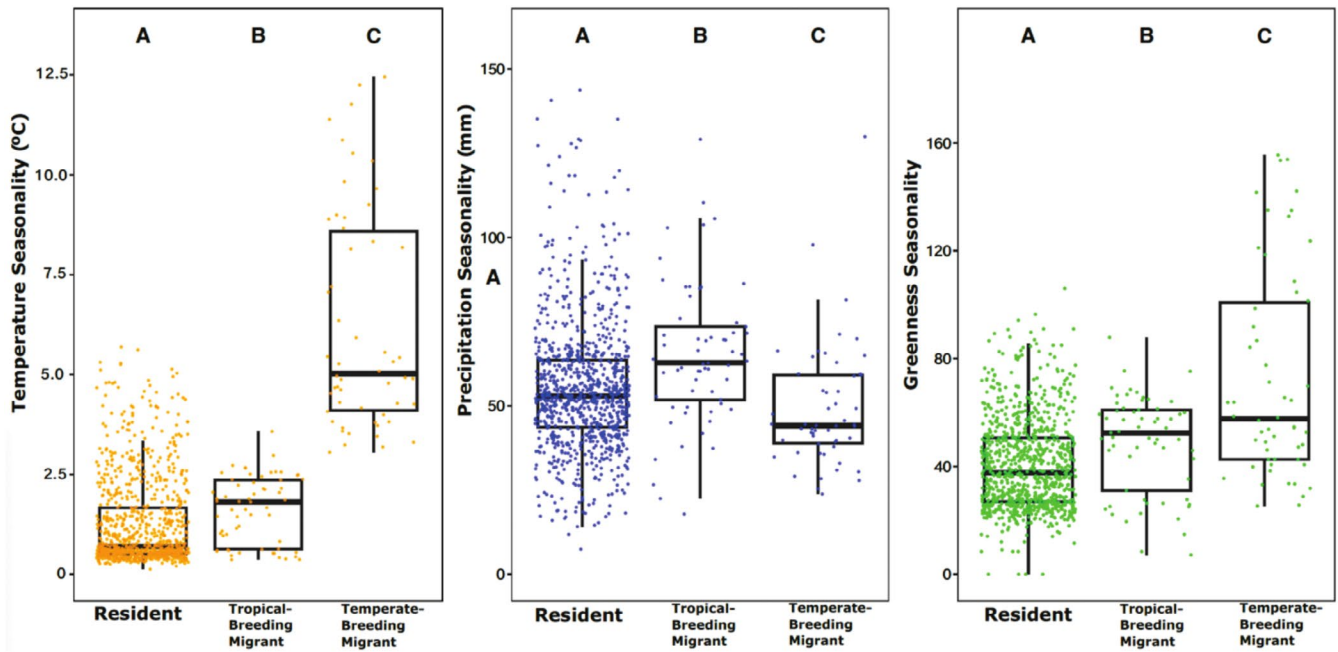 A B C
Temperature Seasonality (ºC)
12.5
10.0
7.5
5.0
2.5
0
Resident
Tropical-
Breeding
Migrant
Temperate-
Breeding
Migrant
A B C
A
Precipitation Seasonality (mm)
150
100
50
0
Resident
Tropical-
Breeding
Migrant
Temperate-
Breeding
Migrant
A B C
Greenness Seasonality
160
120
80
40
0
Resident
Tropical-
Breeding
Migrant
Temperate-
Breeding
Migrant